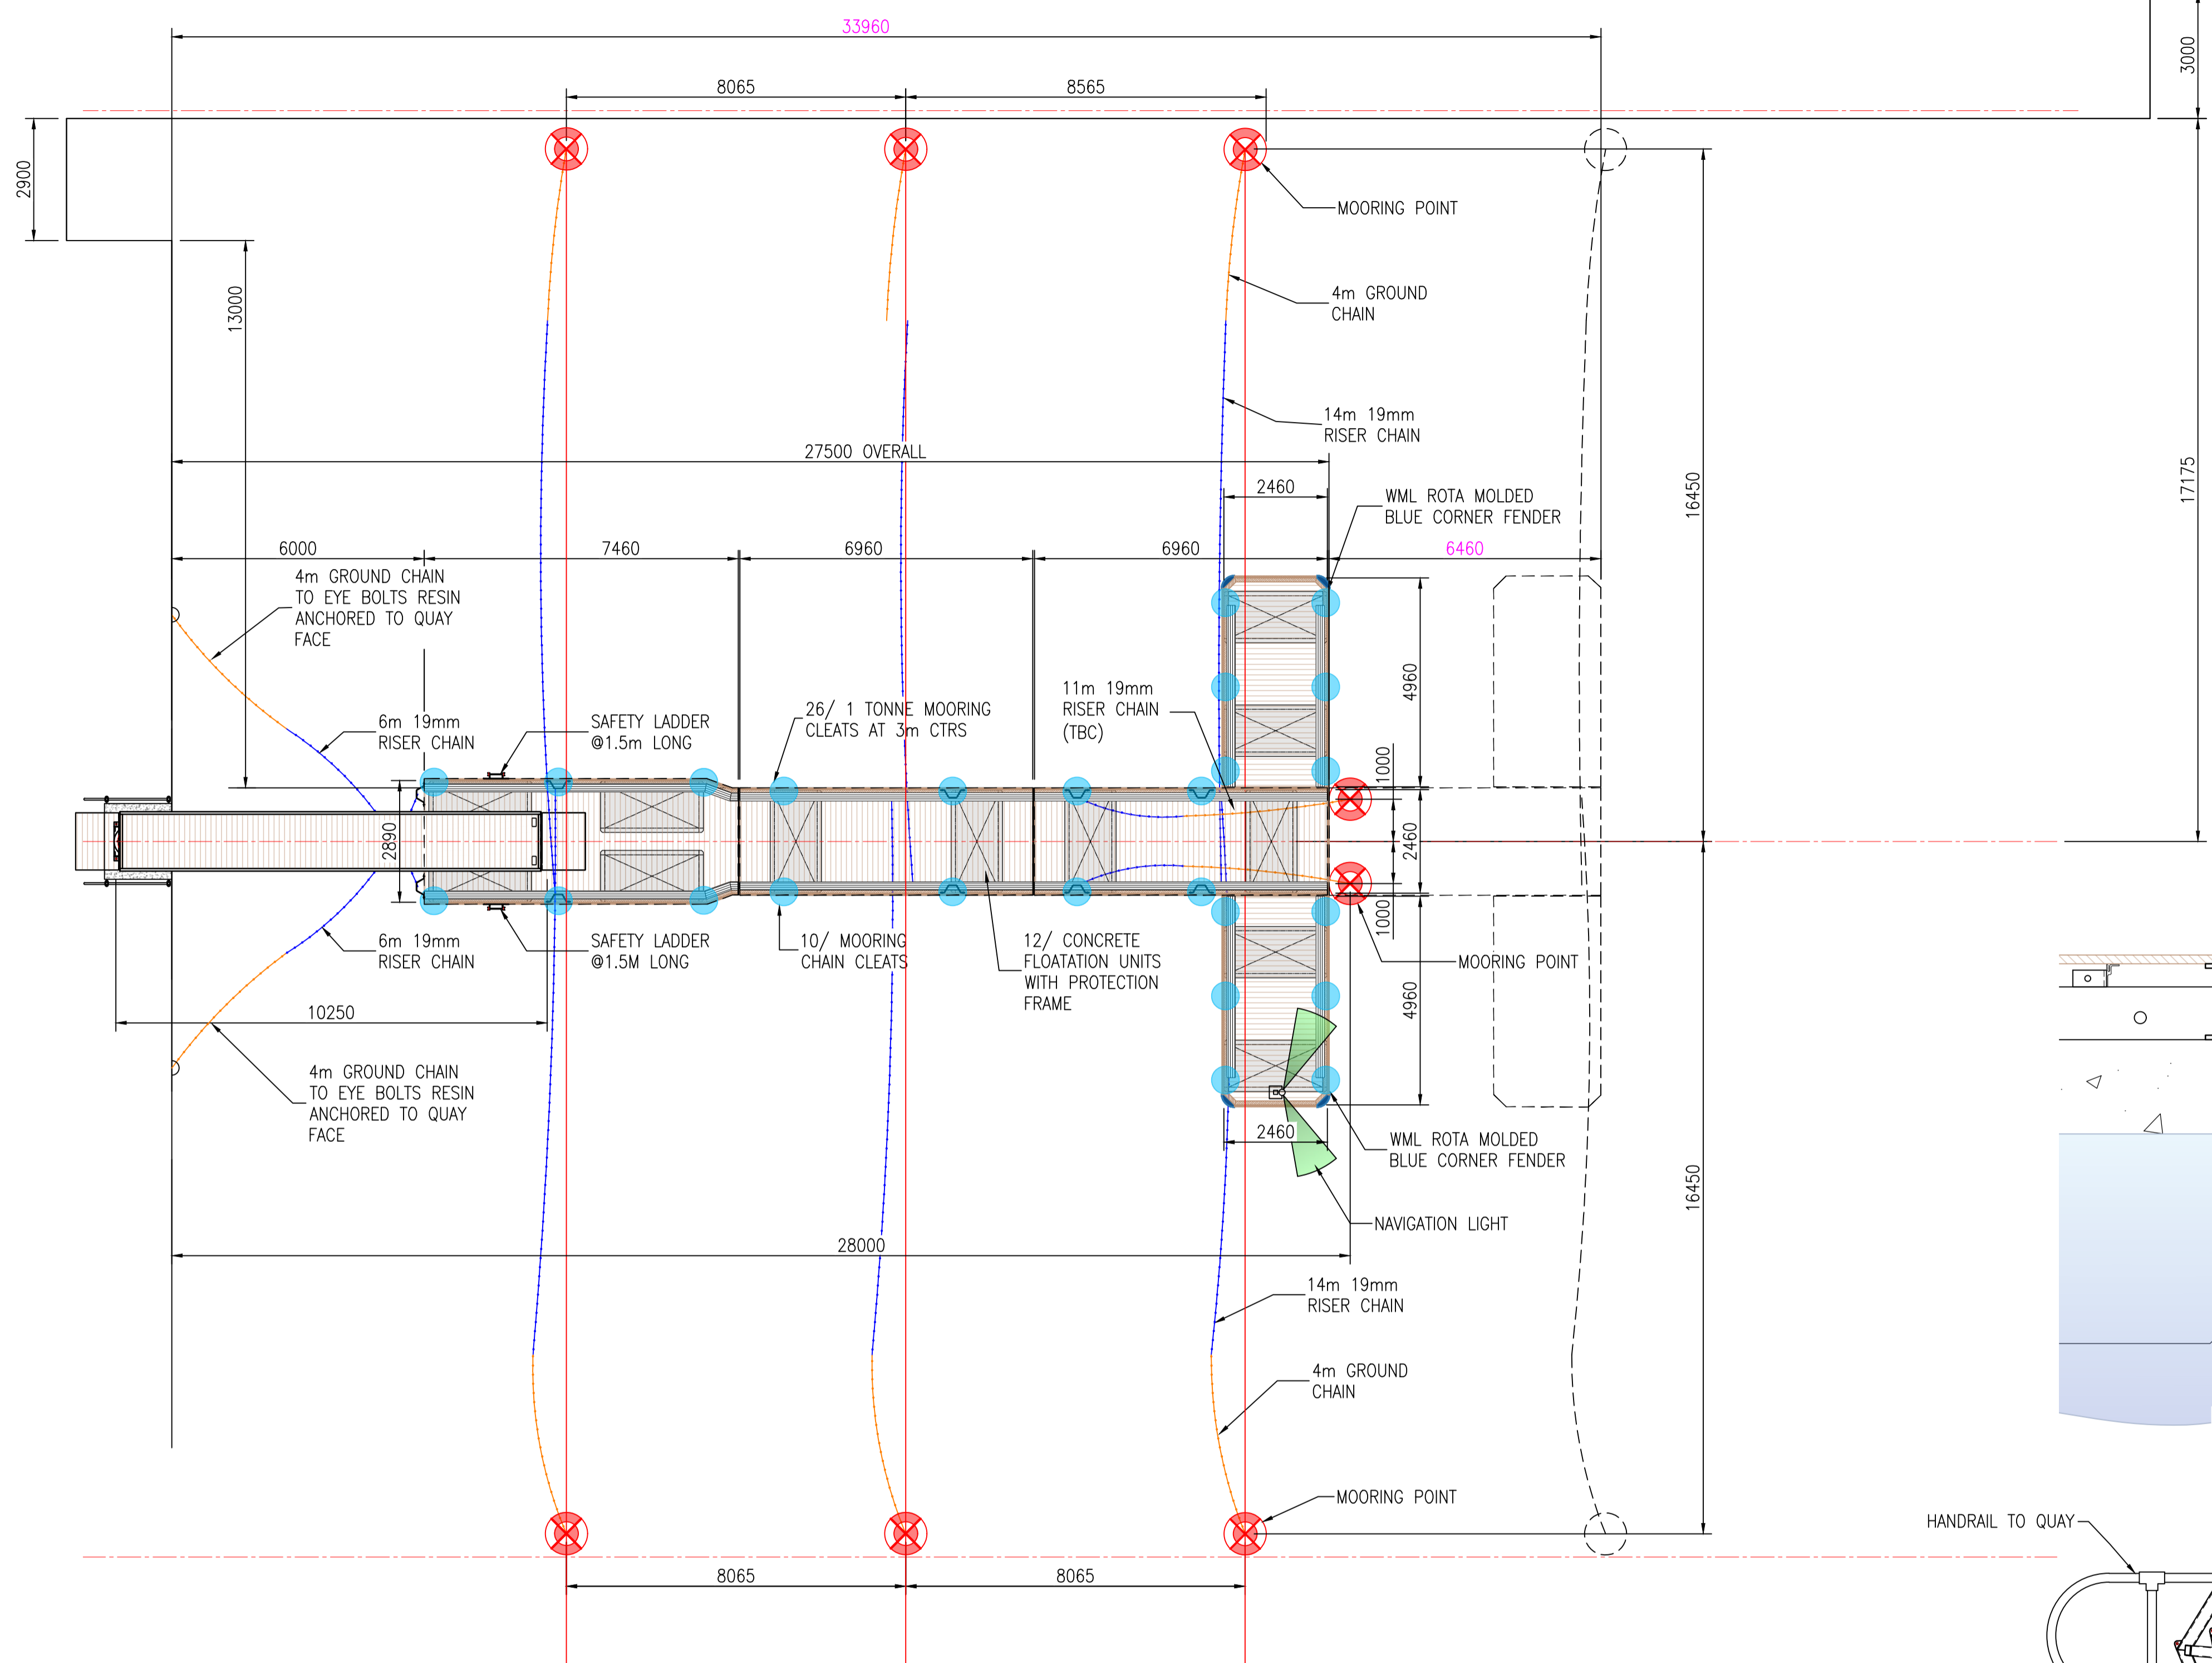 33960
3000
8065
8565
2900
MOORING POINT
4m GROUND
CHAIN
13000
14m 19mm
RISER CHAIN
27500 OVERALL
2460
WML ROTA MOLDED
BLUE CORNER FENDER
16450
17175
6000
7460
6960
6960
6460
4m GROUND CHAIN
TO EYE BOLTS RESIN
ANCHORED TO QUAY
FACE
4960
6m 19mm
RISER CHAIN
SAFETY LADDER
@1.5m LONG
26/ 1 TONNE MOORING
CLEATS AT 3m CTRS
11m 19mm
RISER CHAIN
(TBC)
1000
2890
2460
1000
6m 19mm
RISER CHAIN
SAFETY LADDER
@1.5M LONG
10/ MOORING
CHAIN CLEATS
12/ CONCRETE
FLOATATION UNITS
WITH PROTECTION
FRAME
MOORING POINT
4960
10250
4m GROUND CHAIN
TO EYE BOLTS RESIN
ANCHORED TO QUAY
FACE
2460
WML ROTA MOLDED
BLUE CORNER FENDER
16450
NAVIGATION LIGHT
28000
14m 19mm
RISER CHAIN
4m GROUND
CHAIN
MOORING POINT
HANDRAIL TO QUAY
8065
8065